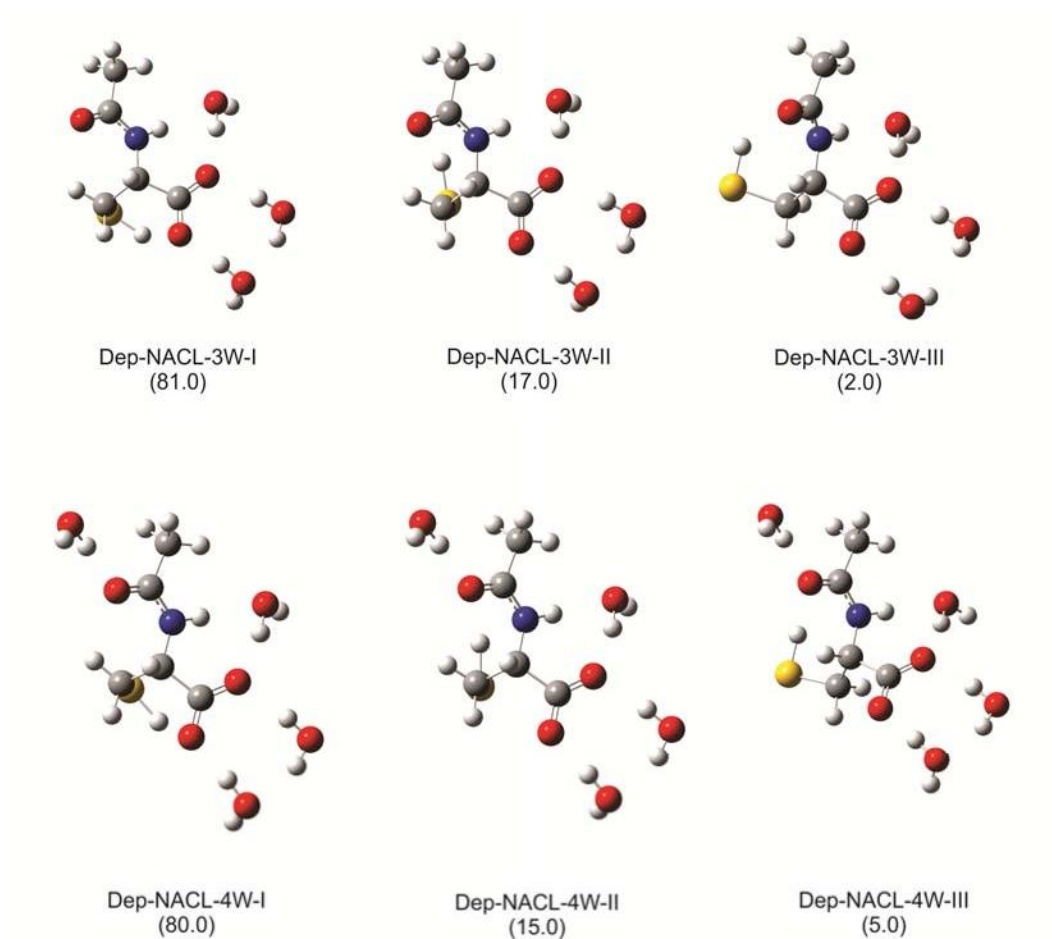 Dep-NACL-3W-I
(81.0)
Dep-NACL-3W-II
(17.0)
Dep-NACL-3W-III
(2.0)
Dep-NACL-4W-I
(80.0)
Dep-NACL-4W-II
(15.0)
Dep-NACL-4W-III
(5.0)